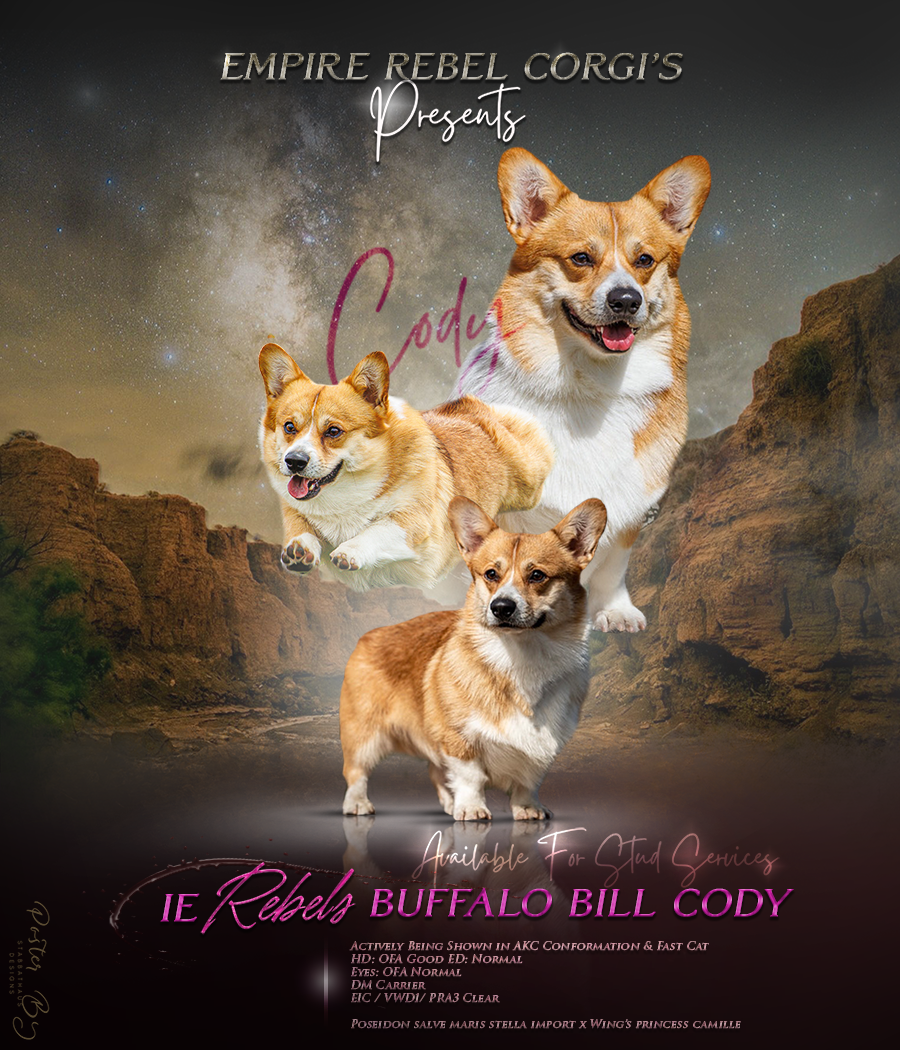 EMPIRE REBEL CORGI'S
Presents
Cody
Available For Stud Services
IE Rebels BUFFALO BILL CODY
Actively Being Shown in AKC Conformation & Fast Cat
HD: OFA Good ED: Normal
Eyes: OFA Normal
DM Carrier
EIC / VWD1/ PRA3 Clear
Poseidon salve maris stella import x Wing's princess camille
Poster By
DESIGNS